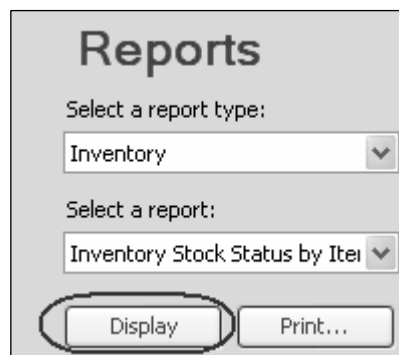 Reports
Select a report type:
Inventory
Select a report:
Inventory Stock Status by Iter
Display
Print...